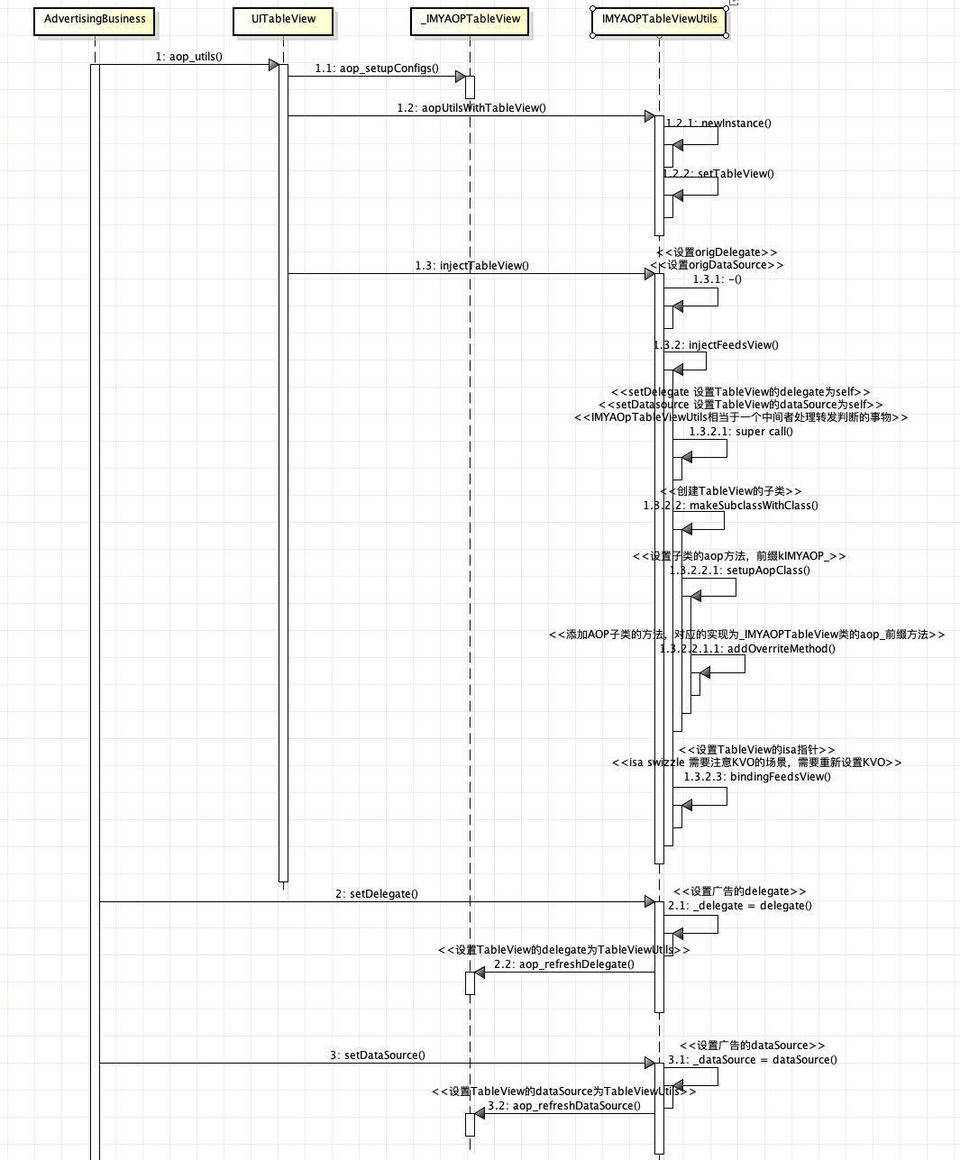 AdvertisingBusiness
UITableView
_IMYAOPTableView
IMYAOPTableViewUtils
1: aop_utils()
1.1: aop_setupConfigs()
1.2: aopUtilsWithTableView()
1.2.1: newInstance()
1.2.2: setTableView()
<<设置origDelegate>>
<<设置origDataSource>>
1.3: injectTableView()
1.3.1: -()
1.3.2: injectFeedsView()
<<setDelegate 设置TableView的delegate为self>>
<<setDatasource 设置TableView的dataSource为self>>
<<IMYAOpTableViewUtils相当于一个中间者处理转发判断的事物>>
1.3.2.1: super call()
<<创建TableView的子类>>
1.3.2.2: makeSubclassWithClass()
<<设置子类的aop方法，前缀kIMYAOP_>>
1.3.2.2.1: setupAopClass()
<<添加AOP子类的方法，对应的实现为_IMYAOPTableView类的aop_前缀方法>>
1.3.2.2.1.1: addOverriteMethod()
<<设置TableView的isa指针>>
<<isa swizzle 需要注意KVO的场景，需要重新设置KVO>>
1.3.2.3: bindingFeedsView()
2: setDelegate()
<<设置广告的delegate>>
2.1: _delegate = delegate()
<<设置TableView的delegate为TableViewUtils>>
2.2: aop_refreshDelegate()
<<设置广告的dataSource>>
3: setDataSource()
3.1: _dataSource = dataSource()
<<设置TableView的dataSource为TableViewUtils>>
3.2: aop_refreshDataSource()